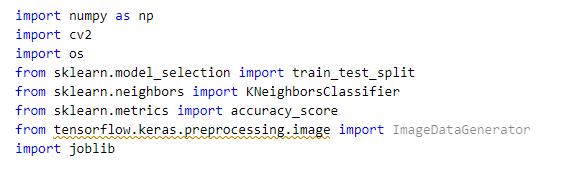 import numpy as np
import cv2
import os
from sklearn.model_selection import train_test_split
from sklearn.neighbors import KNeighborsClassifier
from sklearn.metrics import accuracy_score
from tensorflow.keras.preprocessing.image import ImageDataGenerator
import joblib